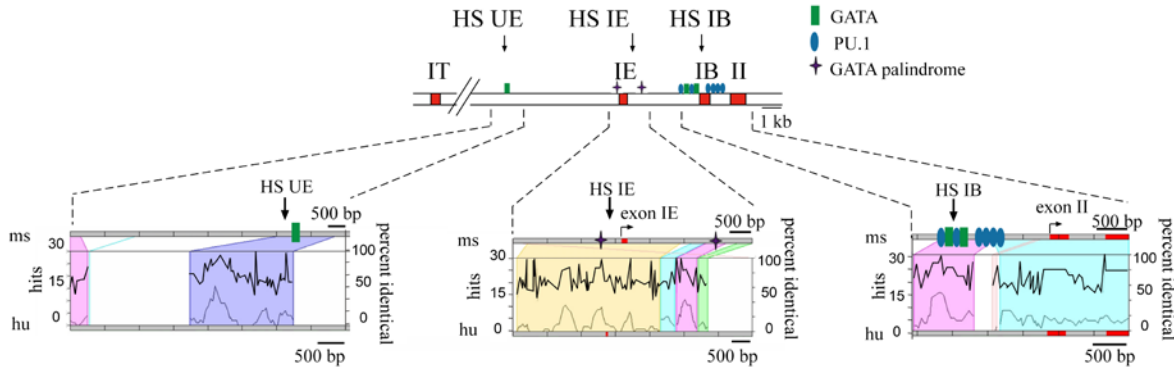 HS UE HS IE HS IB
GATA
PU.1
GATA palindrome
IT IE IB II
1 kb
HS UE
500 bp
ms
30
15
0
hits
hu
100
50
0
percent identical
500 bp
HS IE
exon IE
500 bp
ms
30
15
0
hits
hu
100
50
0
percent identical
500 bp
HS IB
exon II
500 bp
ms
30
15
0
hits
hu
100
50
0
percent identical
500 bp